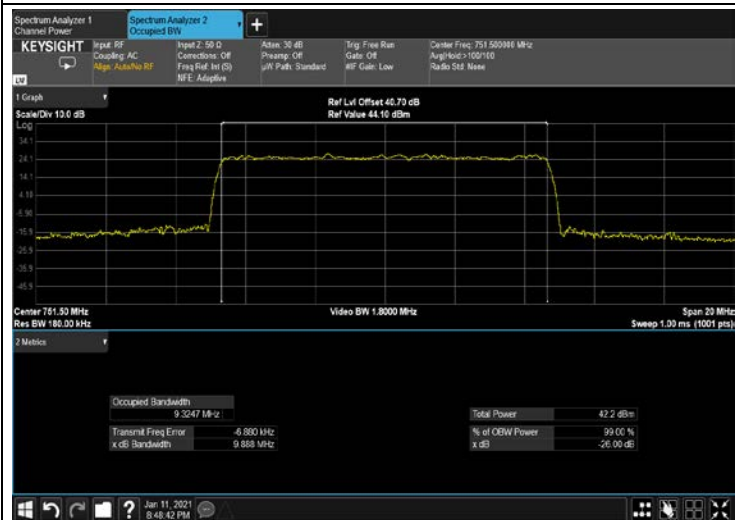 Spectrum Analyzer 1
Channel Power
Spectrum Analyzer 2
Occupied BW
+
KEYSIGHT
Input: RF
Coupling: AC
Align: Auto/No RF
Input Z: 50 Ω
Corrections: Off
Freq Ref: Int (S)
NFE: Adaptive
Atten: 30 dB
Preamp: Off
µW Path: Standard
Trig: Free Run
Gate: Off
#IF Gain: Low
Center Freq: 751.500000 MHz
Avg|Hold:>100/100
Radio Std: None
1 Graph
Scale/Div 10.0 dB
Ref Lvl Offset 40.70 dB
Ref Value 44.10 dBm
Log
34.1
24.1
14.1
4.10
-5.90
-15.9
-25.9
-35.9
-45.9
Center 751.50 MHz
Res BW 180.00 kHz
Video BW 1.8000 MHz
Span 20 MHz
Sweep 1.00 ms (1001 pts)
2 Metrics
Occupied Bandwidth
9.3247 MHz
Transmit Freq Error -6.880 kHz
x dB Bandwidth 9.888 MHz
Total Power 42.2 dBm
% of OBW Power 99.00 %
x dB -26.00 dB
?
Jan 11, 2021
8:48:42 PM